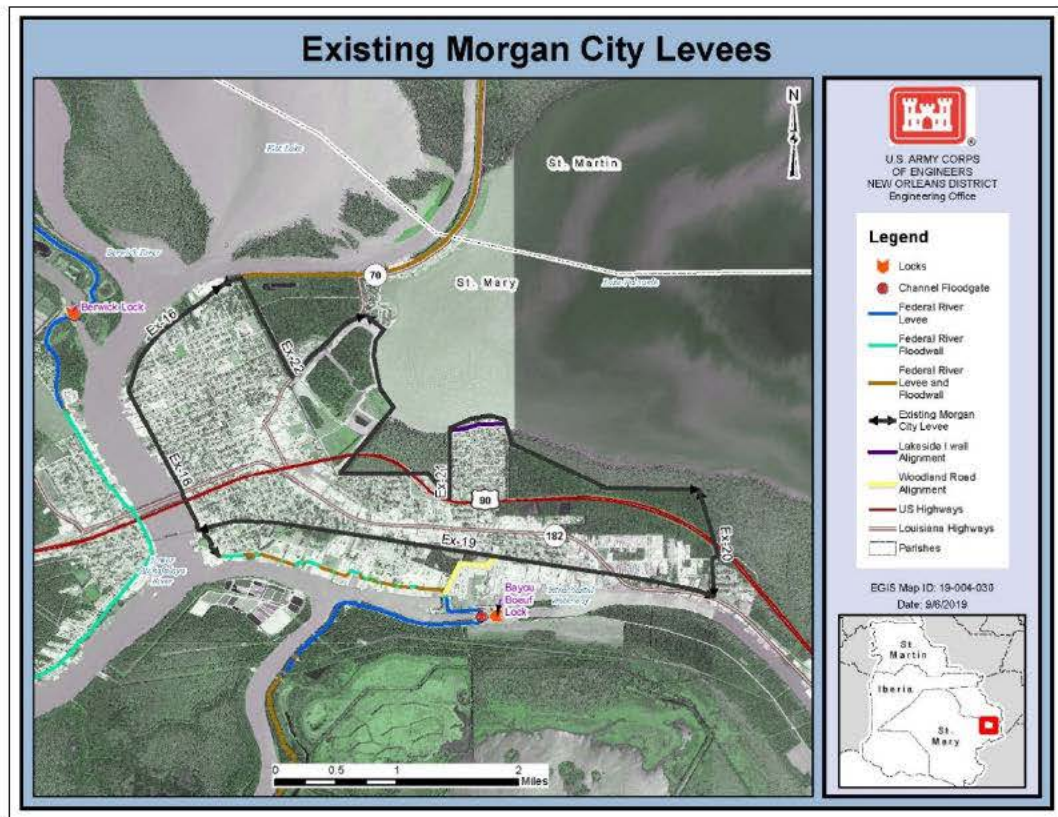 Existing Morgan City Levees
N
Flat Lake
St. Martin
St. Mary
70
Berwick Lock
Ex-16
Ex-22
Ex-21
90
Ex-16
182
Ex-19
Ex-20
Bayou
Boeuf
Lock
0 0.5 1 2
Miles
U.S. ARMY CORPS
OF ENGINEERS
NEW ORLEANS DISTRICT
Engineering Office
Legend
Locks
Channel Floodgate
Federal River
Levee
Federal River
Floodwall
Federal River
Levee and
Floodwall
Existing Morgan
City Levee
Lakeside I wall
Alignment
Woodland Road
Alignment
US Highways
Louisiana Highways
Parishes
EGIS Map ID: 19-004-030
Date: 9/6/2019
St.
Martin
Iberia
St.
Mary